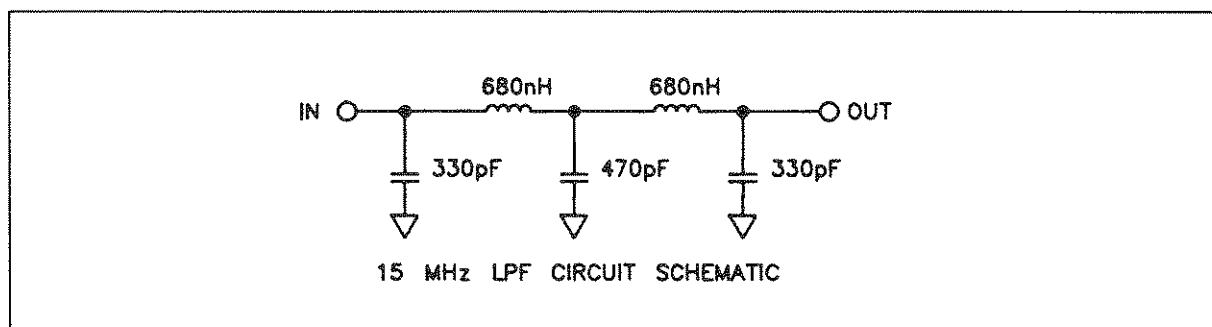 680nH 680nH
IN OUT
330pF 470pF 330pF
15 MHz LPF CIRCUIT SCHEMATIC